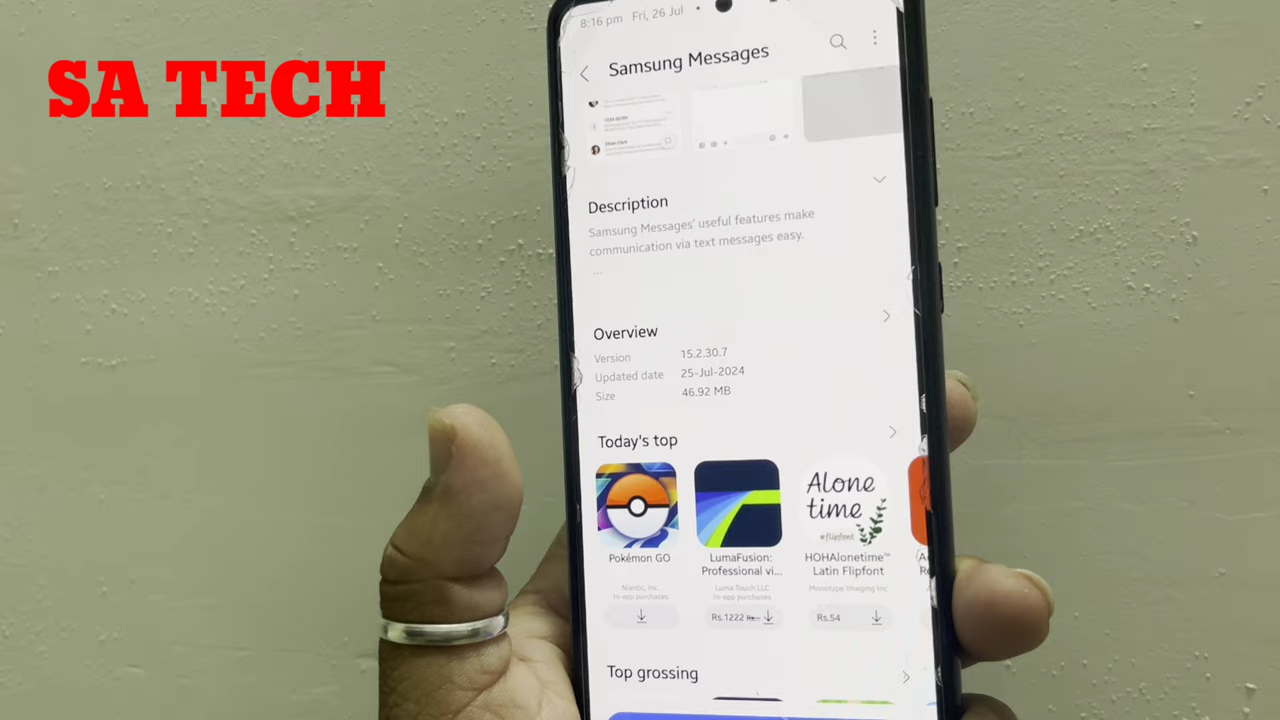 SA TECH
8:16 pm Fri, 26 Jul
Samsung Messages
Description
Samsung Messages' useful features make
communication via text messages easy.
...
Overview
Version 15.2.30.7
Updated date 25-Jul-2024
Size 46.92 MB
Today's top
Alone
time
#flipfont
Pokémon GO
LumaFusion:
Professional vi...
HOHAlonetime™
Latin Flipfont
Niantic, Inc.
In-app purchases
Luma Touch LLC
In-app purchases
Monotype Imaging Inc.
Rs.1222
Rs.54
Top grossing